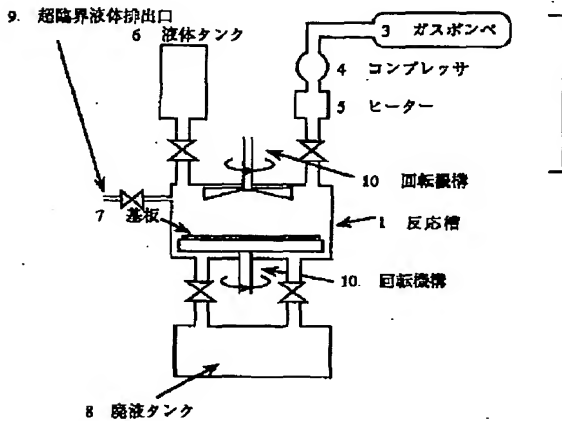 9. 超臨界液体排出口
6 液体タンク
3 ガスボンベ
4 コンプレッサ
5 ヒーター
10 回転機構
7 基板
1 反応槽
10. 回転機構
8 廃液タンク